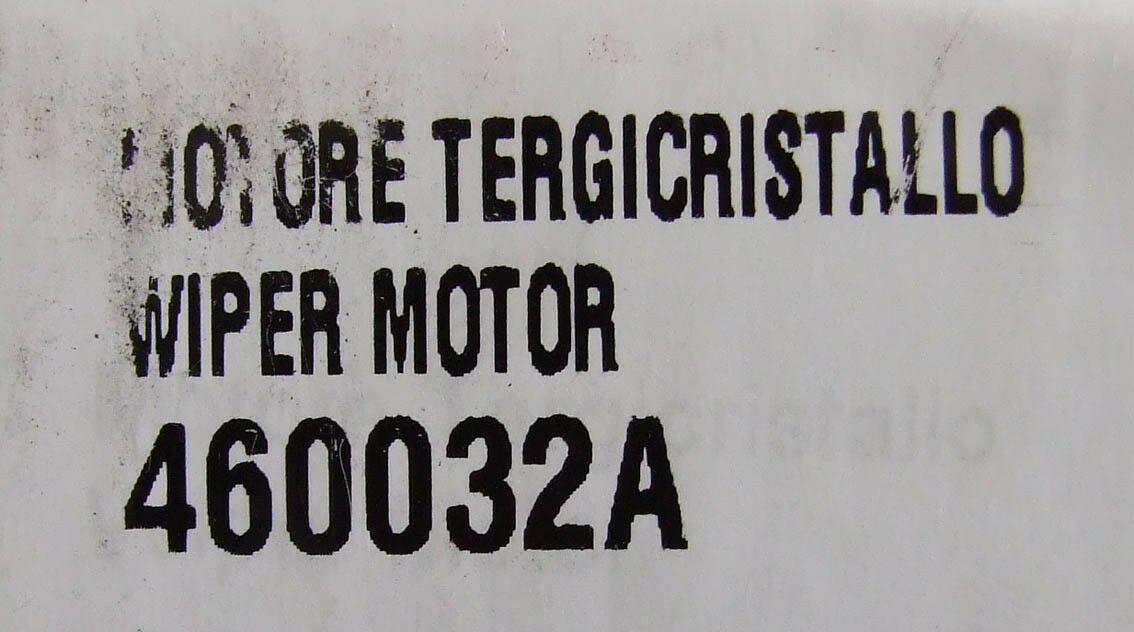 MOTORE TERGICRISTALLO
WIPER MOTOR
460032A